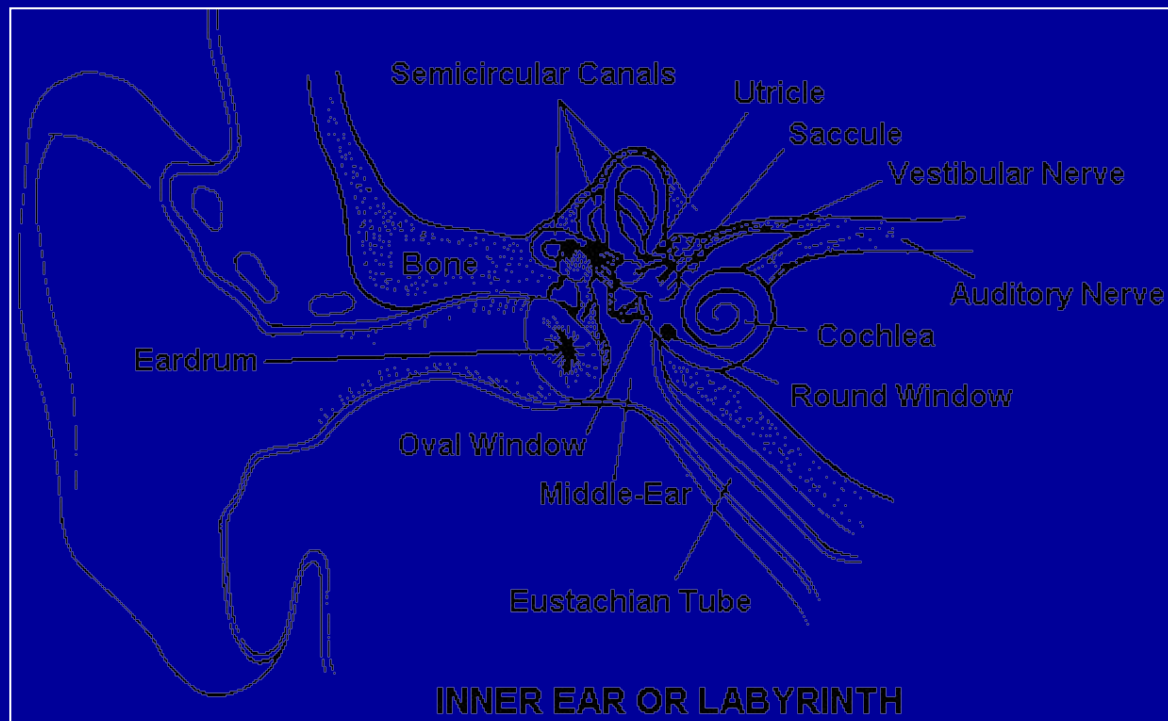 Semicircular Canals
Utricle
Saccule
Vestibular Nerve
Bone
Auditory Nerve
Cochlea
Eardrum
Round Window
Oval Window
Middle-Ear
Eustachian Tube
INNER EAR OR LABYRINTH